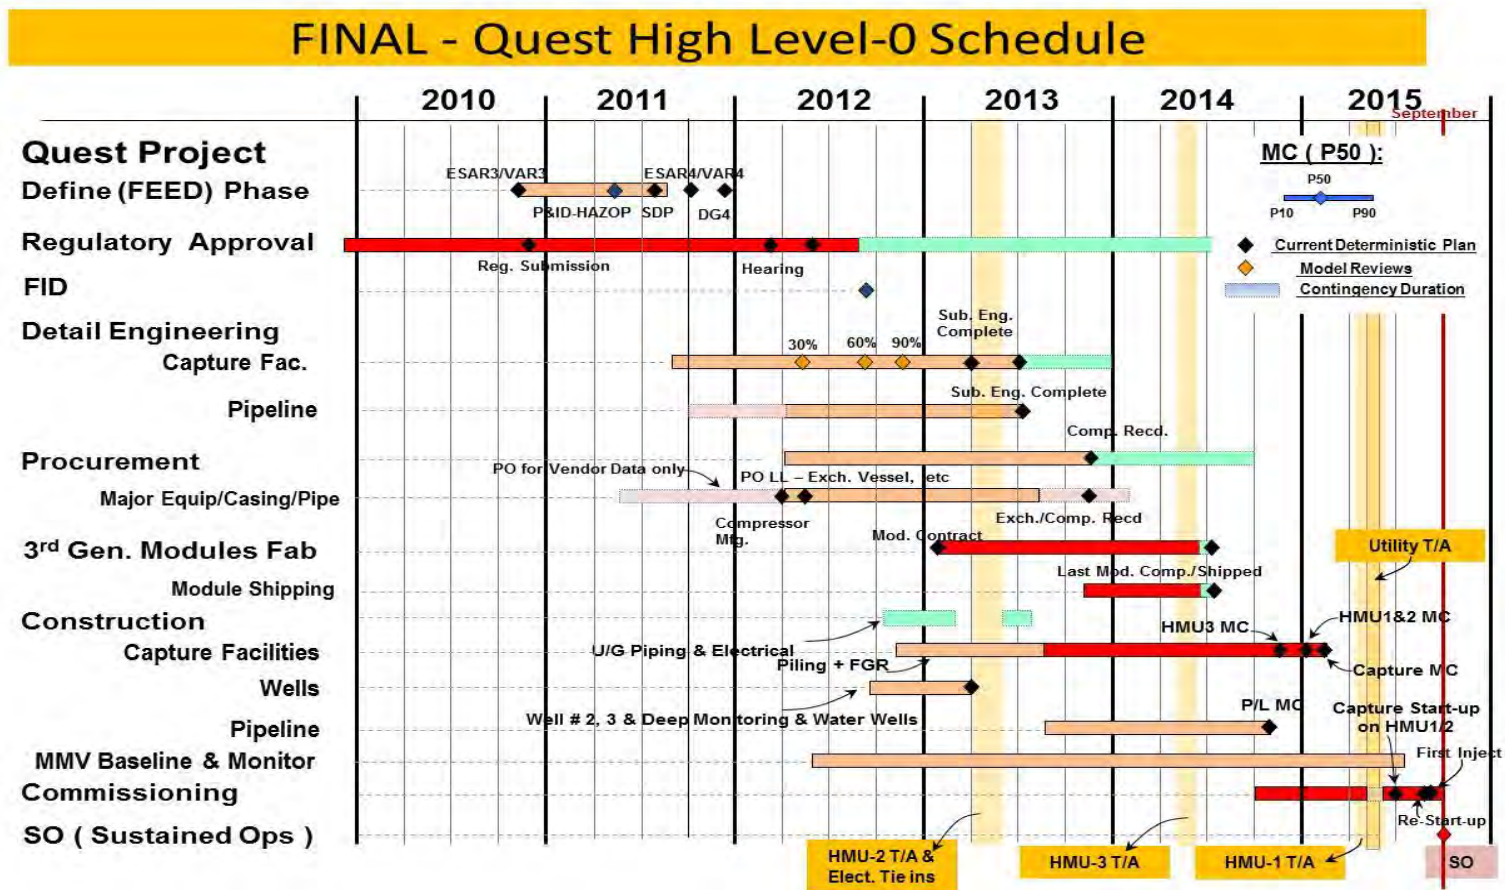 FINAL - Quest High Level-0 Schedule
2010 2011 2012 2013 2014 2015
September
Quest Project
MC ( P50 ):
P50
P10 P90
Define (FEED) Phase
ESAR3/VAR3 ESAR4/VAR4
P&ID-HAZOP SDP DG4
Regulatory Approval
Reg. Submission Hearing
Current Deterministic Plan
Model Reviews
Contingency Duration
FID
Detail Engineering
Sub. Eng.
Complete
30% 60% 90%
Capture Fac.
Pipeline
Sub. Eng. Complete
Comp. Recd.
Procurement
PO for Vendor Data only
PO LL – Exch. Vessel, etc
Major Equip/Casing/Pipe
Compressor
Mfg.
Exch./Comp. Recd
Mod. Contract
3rd Gen. Modules Fab
Utility T/A
Last Mod. Comp./Shipped
Module Shipping
Construction
HMU3 MC
HMU1&2 MC
U/G Piping & Electrical
Capture Facilities
Piling + FGR
Capture MC
Wells
Well # 2, 3 & Deep Monitoring & Water Wells
Pipeline
P/L MC
Capture Start-up
on HMU1/2
MMV Baseline & Monitor
First Inject
Commissioning
Re-Start-up
SO ( Sustained Ops )
HMU-2 T/A &
Elect. Tie ins
HMU-3 T/A
HMU-1 T/A
SO